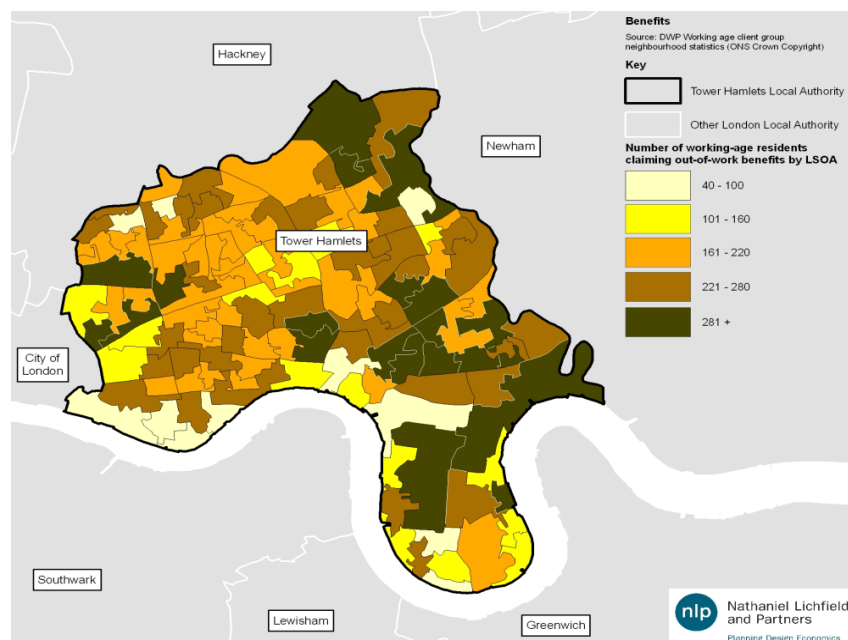 Benefits
Source: DWP Working age client group
neighbourhood statistics (ONS Crown Copyright)
Key
Tower Hamlets Local Authority
Other London Local Authority
Number of working-age residents
claiming out-of-work benefits by LSOA
40 - 100
101 - 160
161 - 220
221 - 280
281 +
Hackney
Newham
Tower Hamlets
City of
London
Southwark
Lewisham
Greenwich
nlp
Nathaniel Lichfield
and Partners
Planning Design Economics